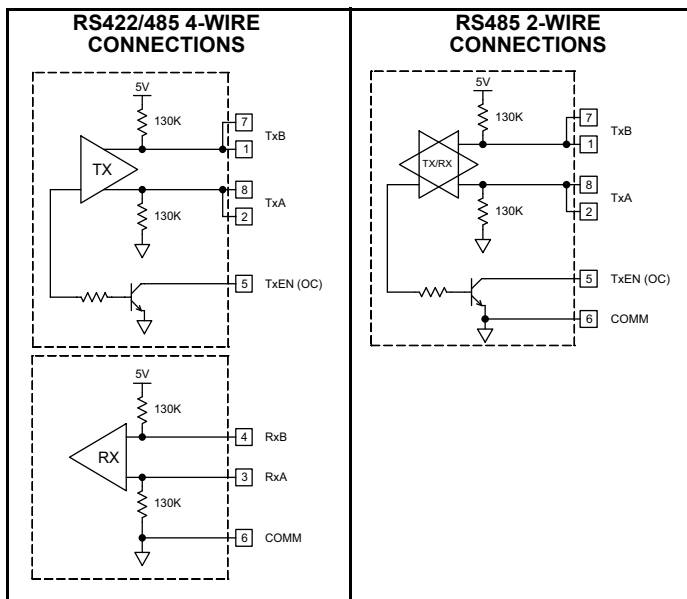 RS422/485 4-WIRE
CONNECTIONS
5V
130K
7
TxB
1
TX
8
TxA
130K
2
5
TxEN (OC)
5V
130K
4
RxB
RX
3
RxA
130K
6
COMM
RS485 2-WIRE
CONNECTIONS
5V
130K
7
TxB
1
TX/RX
8
TxA
130K
2
5
TxEN (OC)
6
COMM